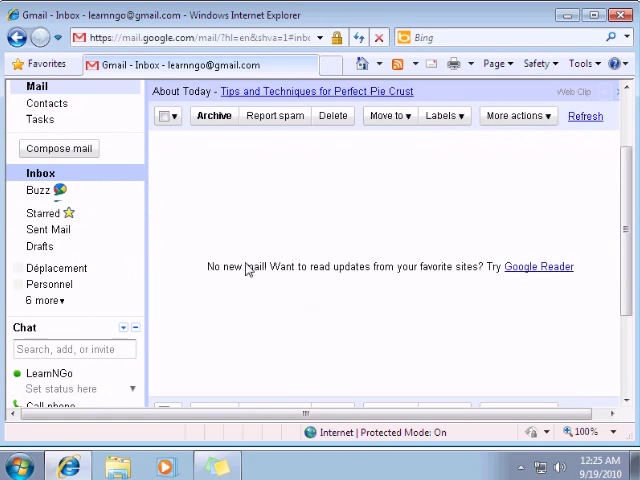 Gmail - Inbox - learnngo@gmail.com - Windows Internet Explorer
https://mail.google.com/mail/?hl=en&shva=1#inbo
Bing
Favorites
Gmail - Inbox - learnngo@gmail.com
Page
Safety
Tools
Mail
Contacts
Tasks
Compose mail
Inbox
Buzz
Starred
Sent Mail
Drafts
Déplacement
Personnel
6 more
Chat
Search, add, or invite
LearnNGo
Set status here
Call phone
About Today - Tips and Techniques for Perfect Pie Crust
Web Clip
Archive Report spam Delete Move to Labels More actions Refresh
No new mail! Want to read updates from your favorite sites? Try Google Reader
Internet | Protected Mode: On
100%
12:25 AM
9/19/2010